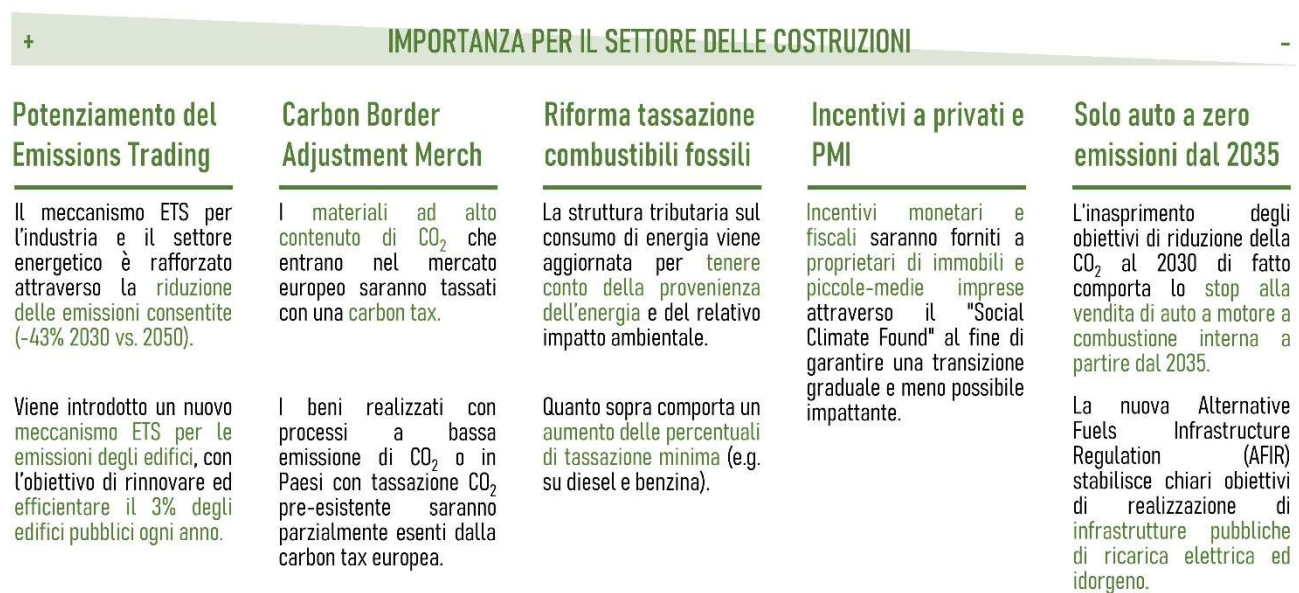 + IMPORTANZA PER IL SETTORE DELLE COSTRUZIONI -
Potenziamento del
Emissions Trading
Il meccanismo ETS per
l'industria e il settore
energetico è rafforzato
attraverso la riduzione
delle emissioni consentite
(-43% 2030 vs. 2050).
Viene introdotto un nuovo
meccanismo ETS per le
emissioni degli edifici, con
l'obiettivo di rinnovare ed
efficientare il 3% degli
edifici pubblici ogni anno.
Carbon Border
Adjustment Merch
I materiali ad alto
contenuto di CO₂ che
entrano nel mercato
europeo saranno tassati
con una carbon tax.
I beni realizzati con
processi a bassa
emissione di CO₂ o in
Paesi con tassazione CO₂
pre-esistente saranno
parzialmente esenti dalla
carbon tax europea.
Riforma tassazione
combustibili fossili
La struttura tributaria sul
consumo di energia viene
aggiornata per tenere
conto della provenienza
dell'energia e del relativo
impatto ambientale.
Quanto sopra comporta un
aumento delle percentuali
di tassazione minima (e.g.
su diesel e benzina).
Incentivi a privati e
PMI
Incentivi monetari e
fiscali saranno forniti a
proprietari di immobili e
piccole-medie imprese
attraverso il "Social
Climate Found" al fine di
garantire una transizione
graduale e meno possibile
impattante.
Solo auto a zero
emissioni dal 2035
L'inasprimento degli
obiettivi di riduzione della
CO₂ al 2030 di fatto
comporta lo stop alla
vendita di auto a motore a
combustione interna a
partire dal 2035.
La nuova Alternative
Fuels Infrastructure
Regulation (AFIR)
stabilisce chiari obiettivi
di realizzazione di
infrastrutture pubbliche
di ricarica elettrica ed
idorgeno.